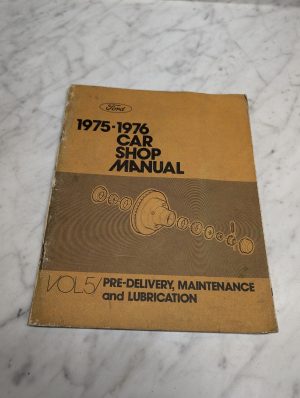 Ford
1975-1976
CAR
SHOP
MANUAL
VOL 5/ PRE-DELIVERY, MAINTENANCE
and LUBRICATION